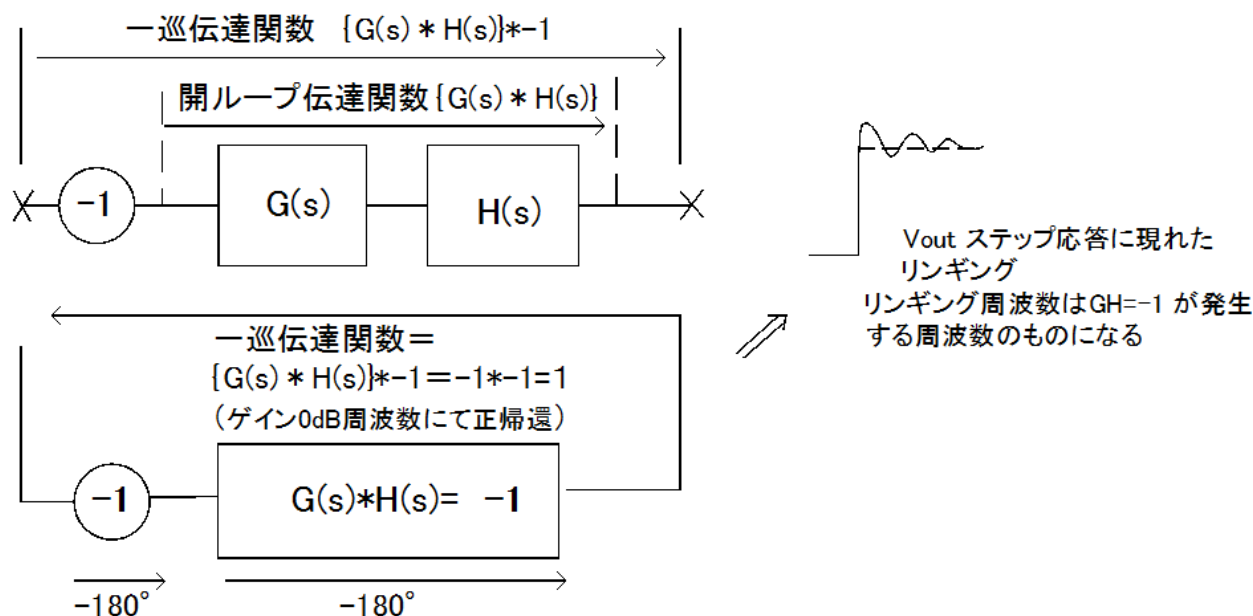 一巡伝達関数 {G(s)*H(s)}*-1
開ループ伝達関数{G(s)*H(s)}
-1
G(s)
H(s)
Vout ステップ応答に現れた
リンギング
リンギング周波数はGH=-1 が発生
する周波数のものになる
一巡伝達関数＝
{G(s)*H(s)}*-1=-1*-1=1
（ゲイン0dB周波数にて正帰還）
-1
G(s)*H(s)= -1
-180°
-180°